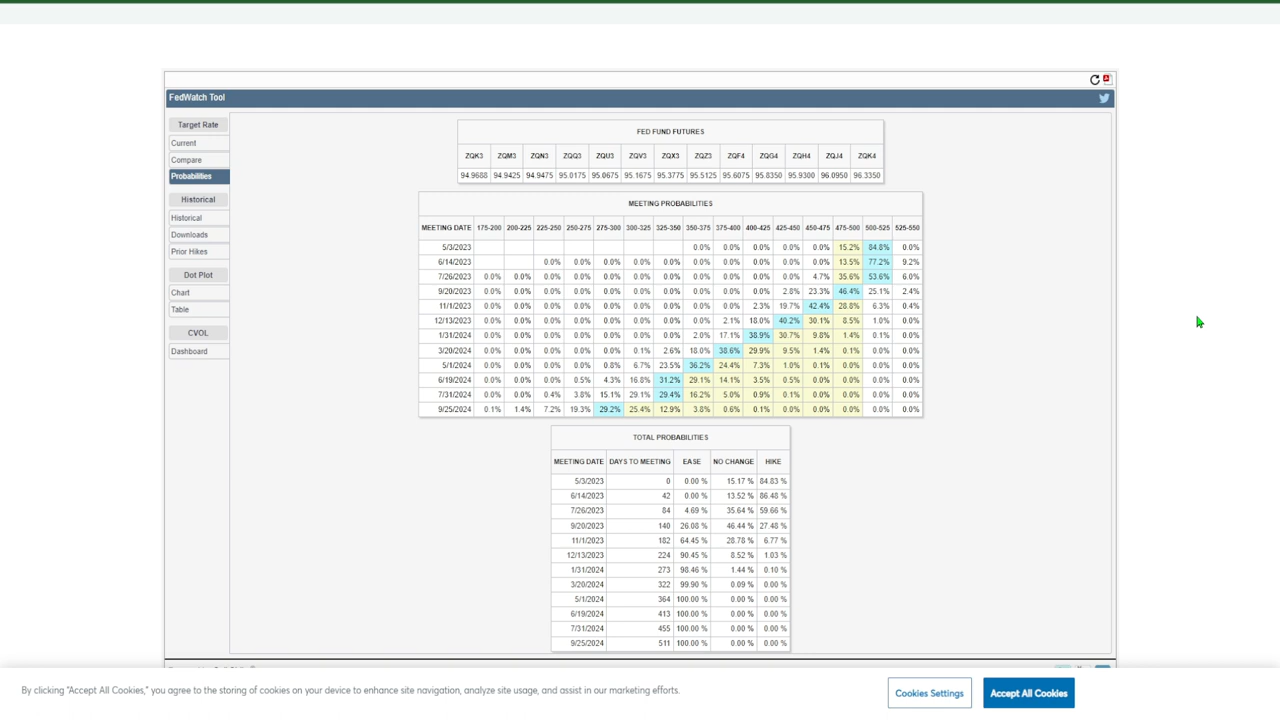 FedWatch Tool
Target Rate
Current
Compare
Probabilities
Historical
Historical
Downloads
Prior Hikes
Dot Plot
Chart
Table
CVOL
Dashboard
FED FUND FUTURES
ZQK3 ZQM3 ZQN3 ZQQ3 ZQU3 ZQV3 ZQX3 ZQZ3 ZQF4 ZQG4 ZQH4 ZQJ4 ZQK4
94.9688 94.9425 94.9475 95.0175 95.0675 95.1675 95.3775 95.5125 95.6075 95.8350 95.9300 96.0950 96.3350
MEETING PROBABILITIES
MEETING DATE 175-200 200-225 225-250 250-275 275-300 300-325 325-350 350-375 375-400 400-425 425-450 450-475 475-500 500-525 525-550
5/3/2023 0.0% 0.0% 0.0% 0.0% 0.0% 15.2% 84.8% 0.0%
6/14/2023 0.0% 0.0% 0.0% 0.0% 0.0% 0.0% 0.0% 0.0% 0.0% 0.0% 13.5% 77.2% 9.2%
7/26/2023 0.0% 0.0% 0.0% 0.0% 0.0% 0.0% 0.0% 0.0% 0.0% 0.0% 0.0% 4.7% 35.6% 53.6% 6.0%
9/20/2023 0.0% 0.0% 0.0% 0.0% 0.0% 0.0% 0.0% 0.0% 0.0% 0.0% 2.8% 23.3% 46.4% 25.1% 2.4%
11/1/2023 0.0% 0.0% 0.0% 0.0% 0.0% 0.0% 0.0% 0.0% 0.0% 2.3% 19.7% 42.4% 28.8% 6.3% 0.4%
12/13/2023 0.0% 0.0% 0.0% 0.0% 0.0% 0.0% 0.0% 0.0% 2.1% 18.0% 40.2% 30.1% 8.5% 1.0% 0.0%
1/31/2024 0.0% 0.0% 0.0% 0.0% 0.0% 0.0% 0.0% 2.0% 17.1% 38.9% 30.7% 9.8% 1.4% 0.1% 0.0%
3/20/2024 0.0% 0.0% 0.0% 0.0% 0.0% 0.1% 2.6% 18.0% 38.6% 29.9% 9.5% 1.4% 0.1% 0.0% 0.0%
5/1/2024 0.0% 0.0% 0.0% 0.0% 0.8% 6.7% 23.5% 36.2% 24.4% 7.3% 1.0% 0.1% 0.0% 0.0% 0.0%
6/19/2024 0.0% 0.0% 0.0% 0.5% 4.3% 16.8% 31.2% 29.1% 14.1% 3.5% 0.5% 0.0% 0.0% 0.0% 0.0%
7/31/2024 0.0% 0.0% 0.4% 3.8% 15.1% 29.1% 29.4% 16.2% 5.0% 0.9% 0.1% 0.0% 0.0% 0.0% 0.0%
9/25/2024 0.1% 1.4% 7.2% 19.3% 29.2% 25.4% 12.9% 3.8% 0.6% 0.1% 0.0% 0.0% 0.0% 0.0% 0.0%
TOTAL PROBABILITIES
MEETING DATE DAYS TO MEETING EASE NO CHANGE HIKE
5/3/2023 0 0.00 % 15.17 % 84.83 %
6/14/2023 42 0.00 % 13.52 % 86.48 %
7/26/2023 84 4.69 % 35.64 % 59.66 %
9/20/2023 140 26.08 % 46.44 % 27.48 %
11/1/2023 182 64.45 % 28.78 % 6.77 %
12/13/2023 224 90.45 % 8.52 % 1.03 %
1/31/2024 273 98.46 % 1.44 % 0.10 %
3/20/2024 322 99.90 % 0.09 % 0.00 %
5/1/2024 364 100.00 % 0.00 % 0.00 %
6/19/2024 413 100.00 % 0.00 % 0.00 %
7/31/2024 455 100.00 % 0.00 % 0.00 %
9/25/2024 511 100.00 % 0.00 % 0.00 %
By clicking "Accept All Cookies," you agree to the storing of cookies on your device to enhance site navigation, analyze site usage, and assist in our marketing efforts.
Cookies Settings
Accept All Cookies